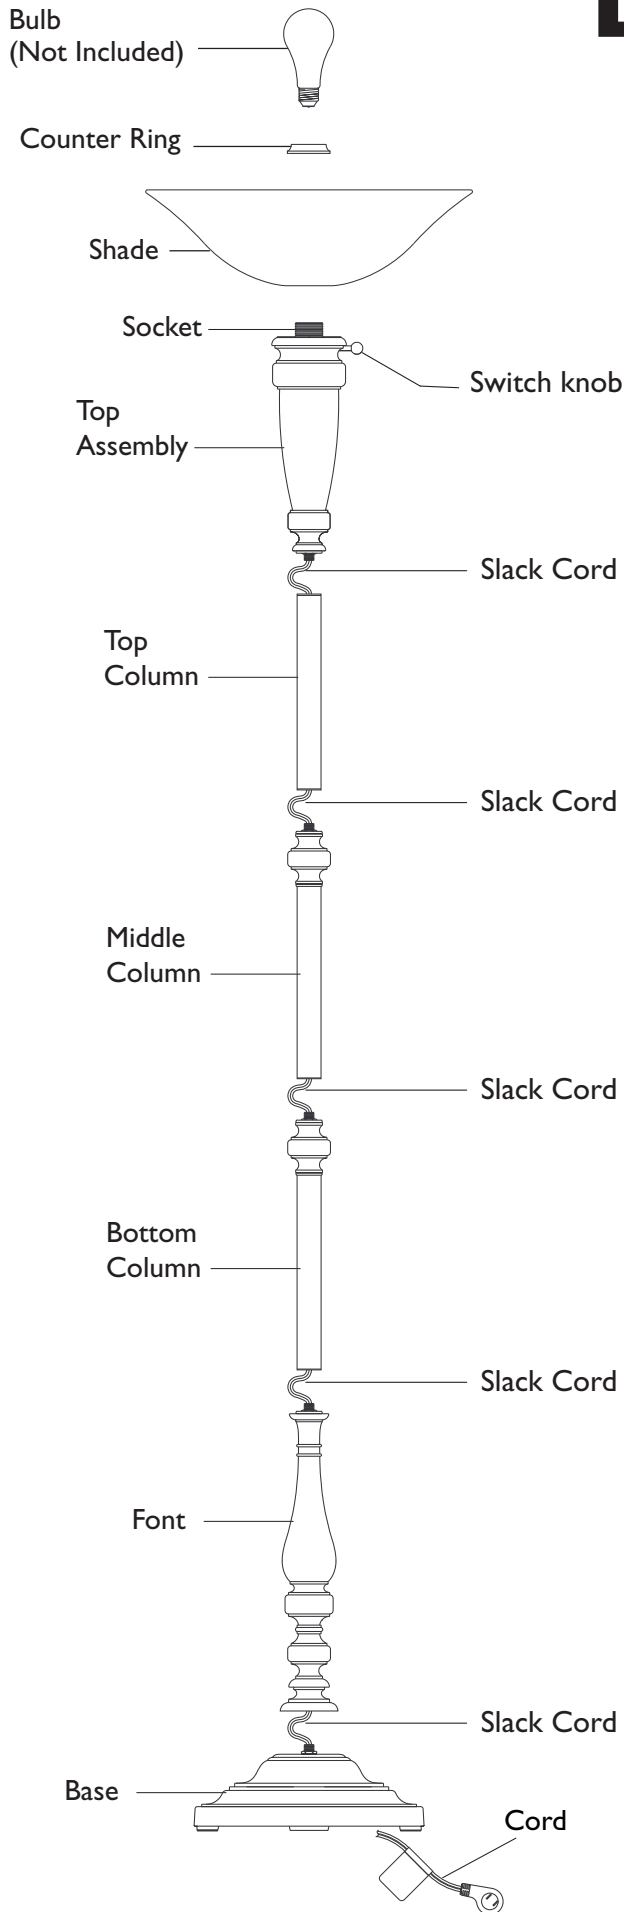 Bulb
(Not Included)
Counter Ring
Shade
Socket
Switch knob
Top
Assembly
Slack Cord
Top
Column
Slack Cord
Middle
Column
Slack Cord
Bottom
Column
Slack Cord
Font
Slack Cord
Base
Cord